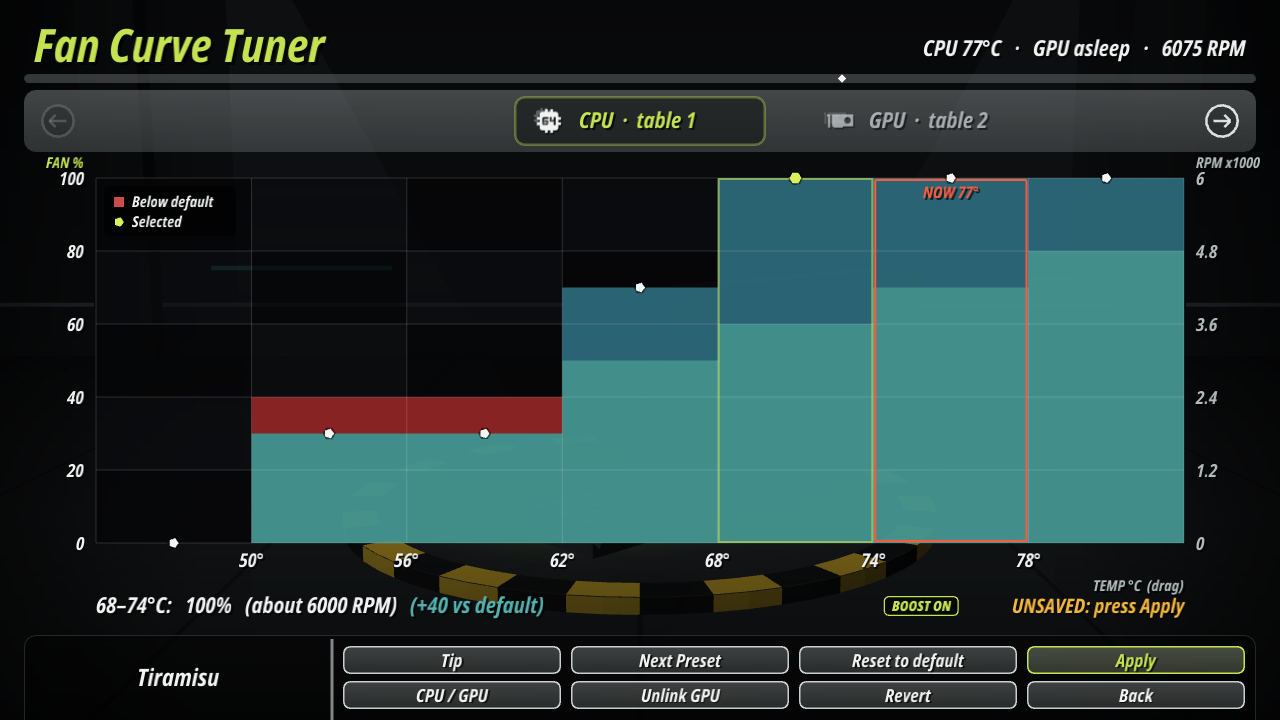 Fan Curve Tuner
CPU 77°C · GPU asleep · 6075 RPM
64 CPU · table 1
GPU · table 2
FAN %
RPM x1000
100
80
60
40
20
0
Below default
Selected
NOW 77°
6
4.8
3.6
2.4
1.2
0
50° 56° 62° 68° 74° 78°
TEMP °C (drag)
68–74°C: 100% (about 6000 RPM) (+40 vs default)
BOOST ON
UNSAVED: press Apply
Tiramisu
Tip Next Preset Reset to default Apply
CPU / GPU Unlink GPU Revert Back